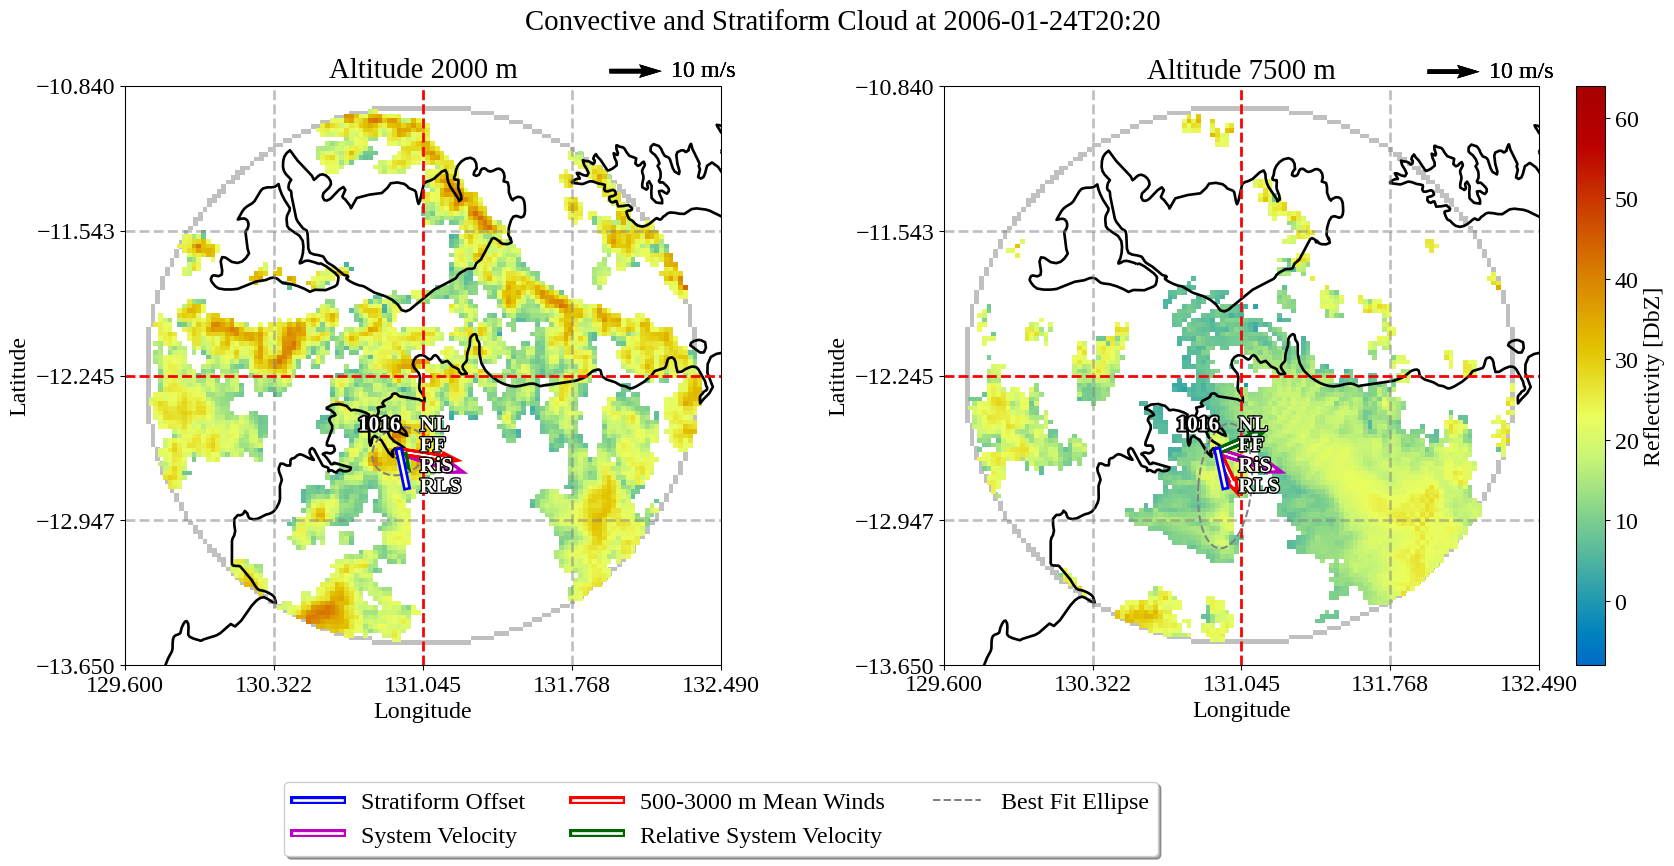 Convective and Stratiform Cloud at 2006-01-24T20:20
Altitude 2000 m
10 m/s
−10.840
−11.543
−12.245
−12.947
−13.650
Latitude
1016
NL
FF
RiS
RLS
129.600
130.322
131.045
131.768
132.490
Longitude
Altitude 7500 m
10 m/s
−10.840
−11.543
−12.245
−12.947
−13.650
Latitude
1016
NL
FF
RiS
RLS
129.600
130.322
131.045
131.768
132.490
Longitude
60
50
40
30
20
10
0
Reflectivity [DbZ]
Stratiform Offset
500-3000 m Mean Winds
Best Fit Ellipse
System Velocity
Relative System Velocity